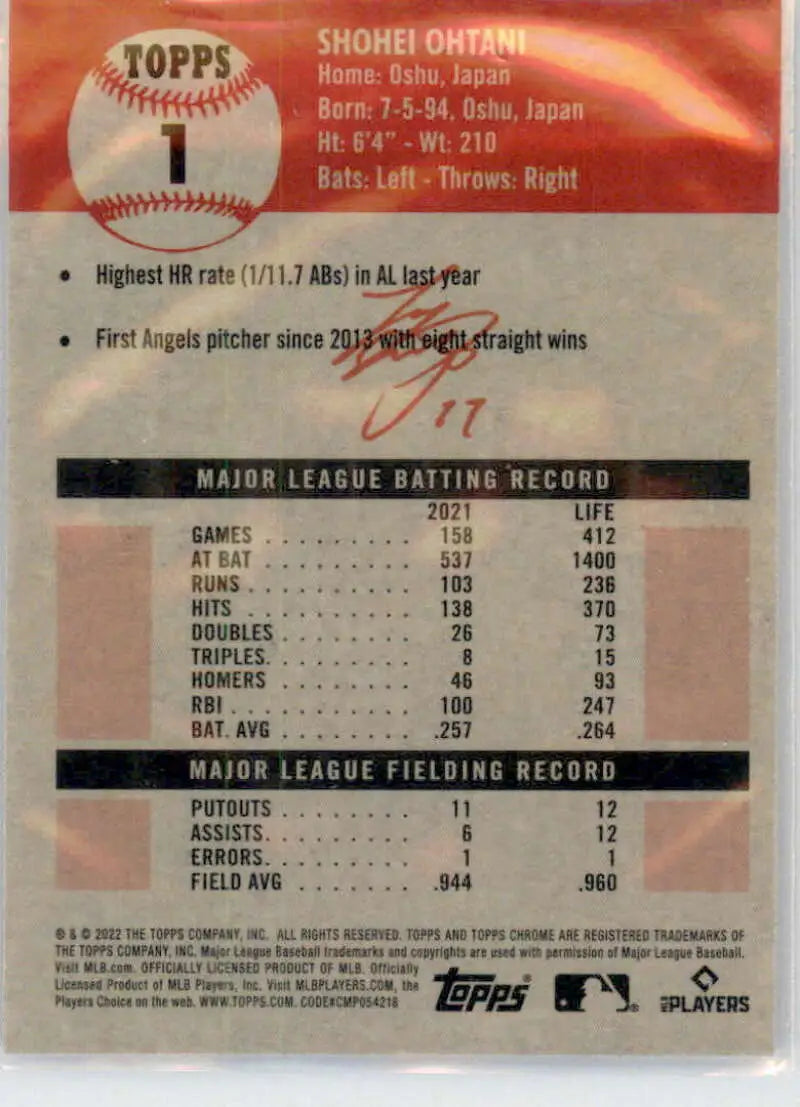 TOPPS
1
SHOHEI OHTANI
Home: Oshu, Japan
Born: 7-5-94, Oshu, Japan
Ht: 6'4" - Wt: 210
Bats: Left - Throws: Right
• Highest HR rate (1/11.7 ABs) in AL last year
• First Angels pitcher since 2013 with eight straight wins
17
MAJOR LEAGUE BATTING RECORD
2021 LIFE
GAMES . . . . . . . . . 158 412
AT BAT . . . . . . . . . 537 1400
RUNS . . . . . . . . . . 103 236
HITS . . . . . . . . . . 138 370
DOUBLES . . . . . . . . 26 73
TRIPLES. . . . . . . . . 8 15
HOMERS . . . . . . . . 46 93
RBI . . . . . . . . . . . 100 247
BAT. AVG . . . . . . . . .257 .264
MAJOR LEAGUE FIELDING RECORD
PUTOUTS . . . . . . . . 11 12
ASSISTS. . . . . . . . . 6 12
ERRORS. . . . . . . . . 1 1
FIELD AVG . . . . . . . .944 .960
® & © 2022 THE TOPPS COMPANY, INC. ALL RIGHTS RESERVED. TOPPS AND TOPPS CHROME ARE REGISTERED TRADEMARKS OF
THE TOPPS COMPANY, INC. Major League Baseball trademarks and copyrights are used with permission of Major League Baseball.
Visit MLB.com. OFFICIALLY LICENSED PRODUCT OF MLB. Officially
Licensed Product of MLB Players, Inc. Visit MLBPLAYERS.COM, the
Players Choice on the web. WWW.TOPPS.COM. CODE#CMP054218
Topps®
PLAYERS